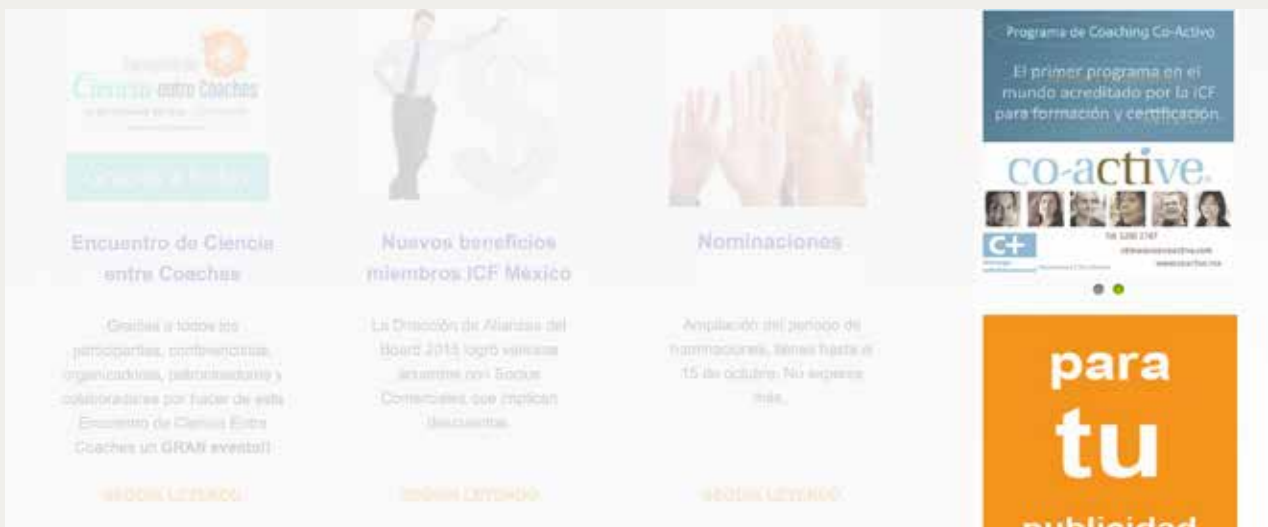 Ciencia entre Coaches
Encuentro de Ciencia
entre Coaches
Gracias a todos los
participantes, conferencistas,
organizadores, patrocinadores y
colaboradores por hacer de este
Encuentro de Ciencia Entre
Coaches un GRAN evento!!
SEGUIR LEYENDO
Nuevos beneficios
miembros ICF México
La Dirección de Alianzas del
Board 2015 logró
acuerdos con Socios
Comerciales que implican
descuentos.
SEGUIR LEYENDO
Nominaciones
Ampliación del periodo de
nominaciones, tienes hasta el
15 de octubre. No esperes
más.
SEGUIR LEYENDO
Programa de Coaching Co-Activo
El primer programa en el
mundo acreditado por la ICF
para formación y certificación.
co-active
C+
para
tu
publicidad